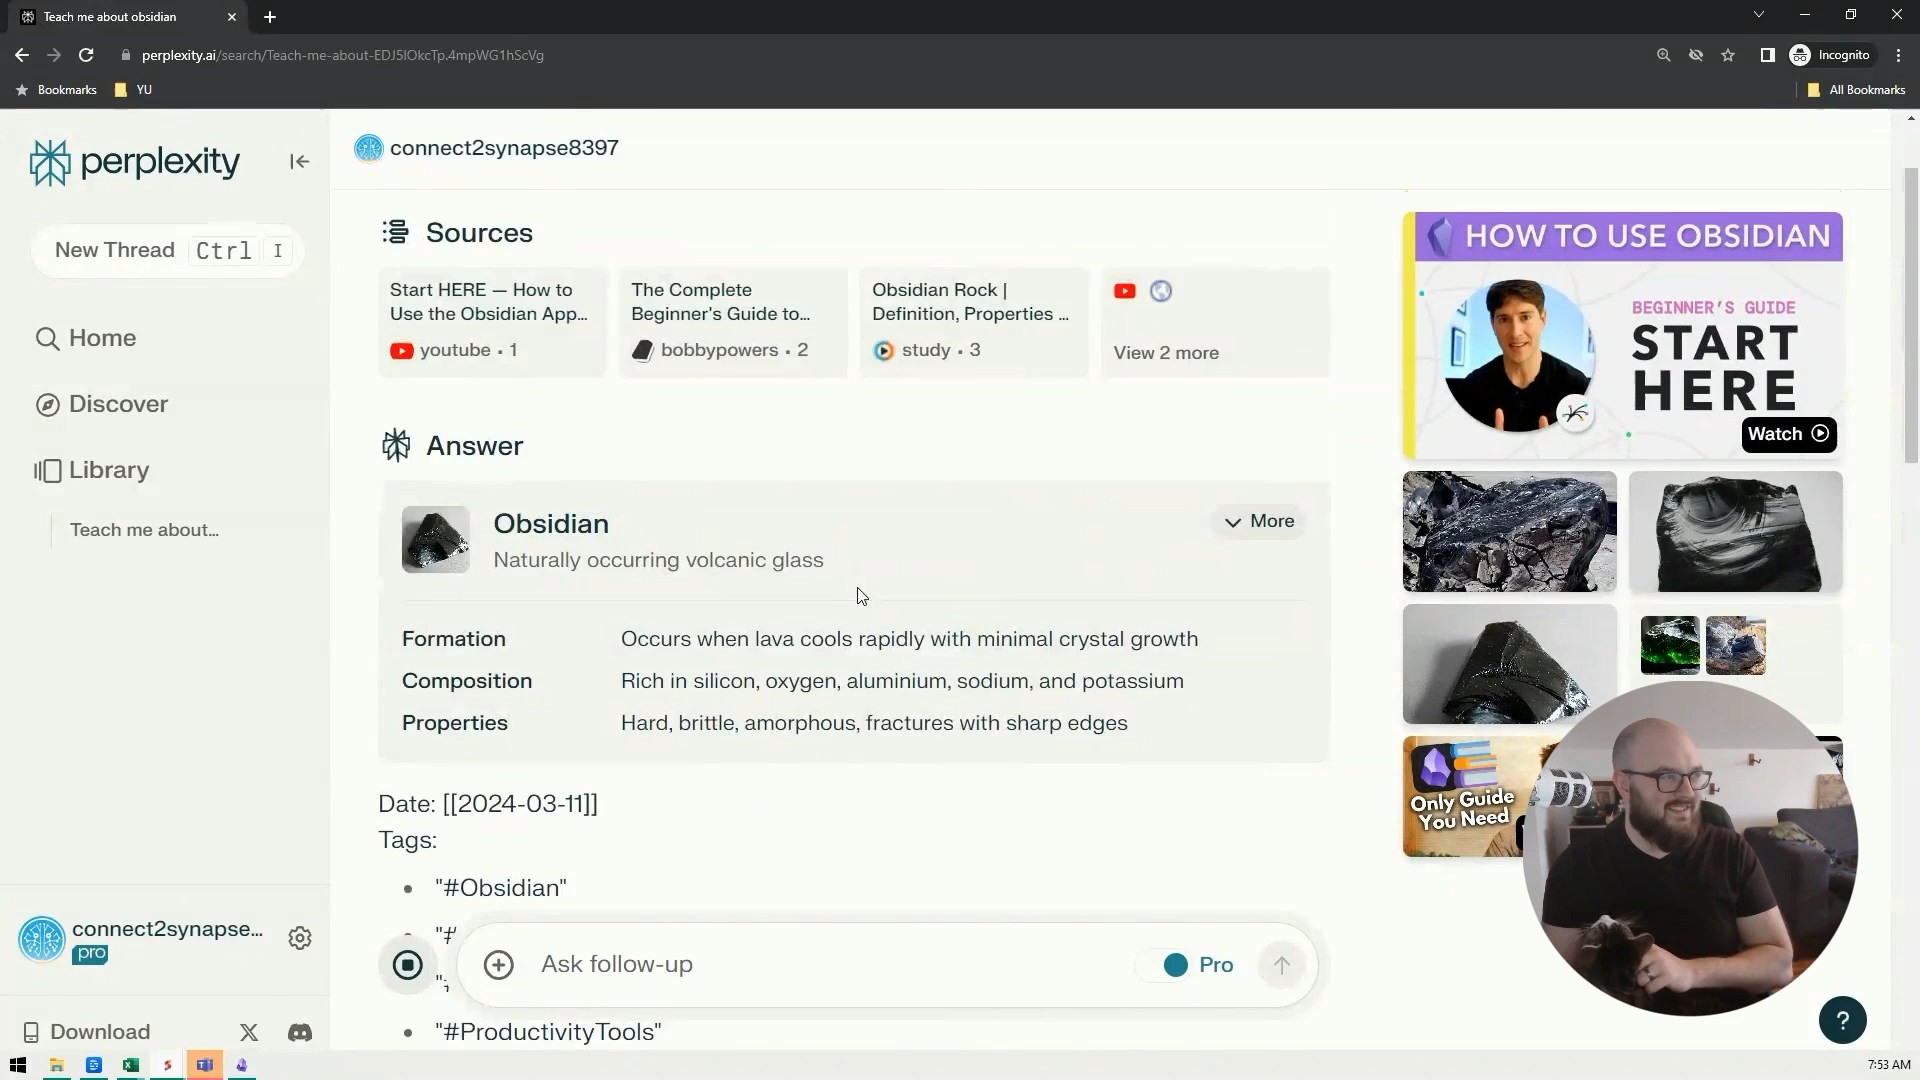 Teach me about obsidian
perplexity.ai/search/Teach-me-about-EDJ5lOkcTp.4mpWG1hScVg
Incognito
Bookmarks
YU
All Bookmarks
perplexity
New Thread Ctrl I
Home
Discover
Library
Teach me about...
connect2synapse...
pro
Download
connect2synapse8397
Sources
Start HERE — How to
Use the Obsidian App...
youtube · 1
The Complete
Beginner's Guide to...
bobbypowers · 2
Obsidian Rock |
Definition, Properties ...
study · 3
View 2 more
Answer
Obsidian
Naturally occurring volcanic glass
More
Formation Occurs when lava cools rapidly with minimal crystal growth
Composition Rich in silicon, oxygen, aluminium, sodium, and potassium
Properties Hard, brittle, amorphous, fractures with sharp edges
Date: [[2024-03-11]]
Tags:
"#Obsidian"
"#
Ask follow-up
Pro
"#ProductivityTools"
HOW TO USE OBSIDIAN
BEGINNER'S GUIDE
START
HERE
Watch
Only Guide
You Need
?
7:53 AM